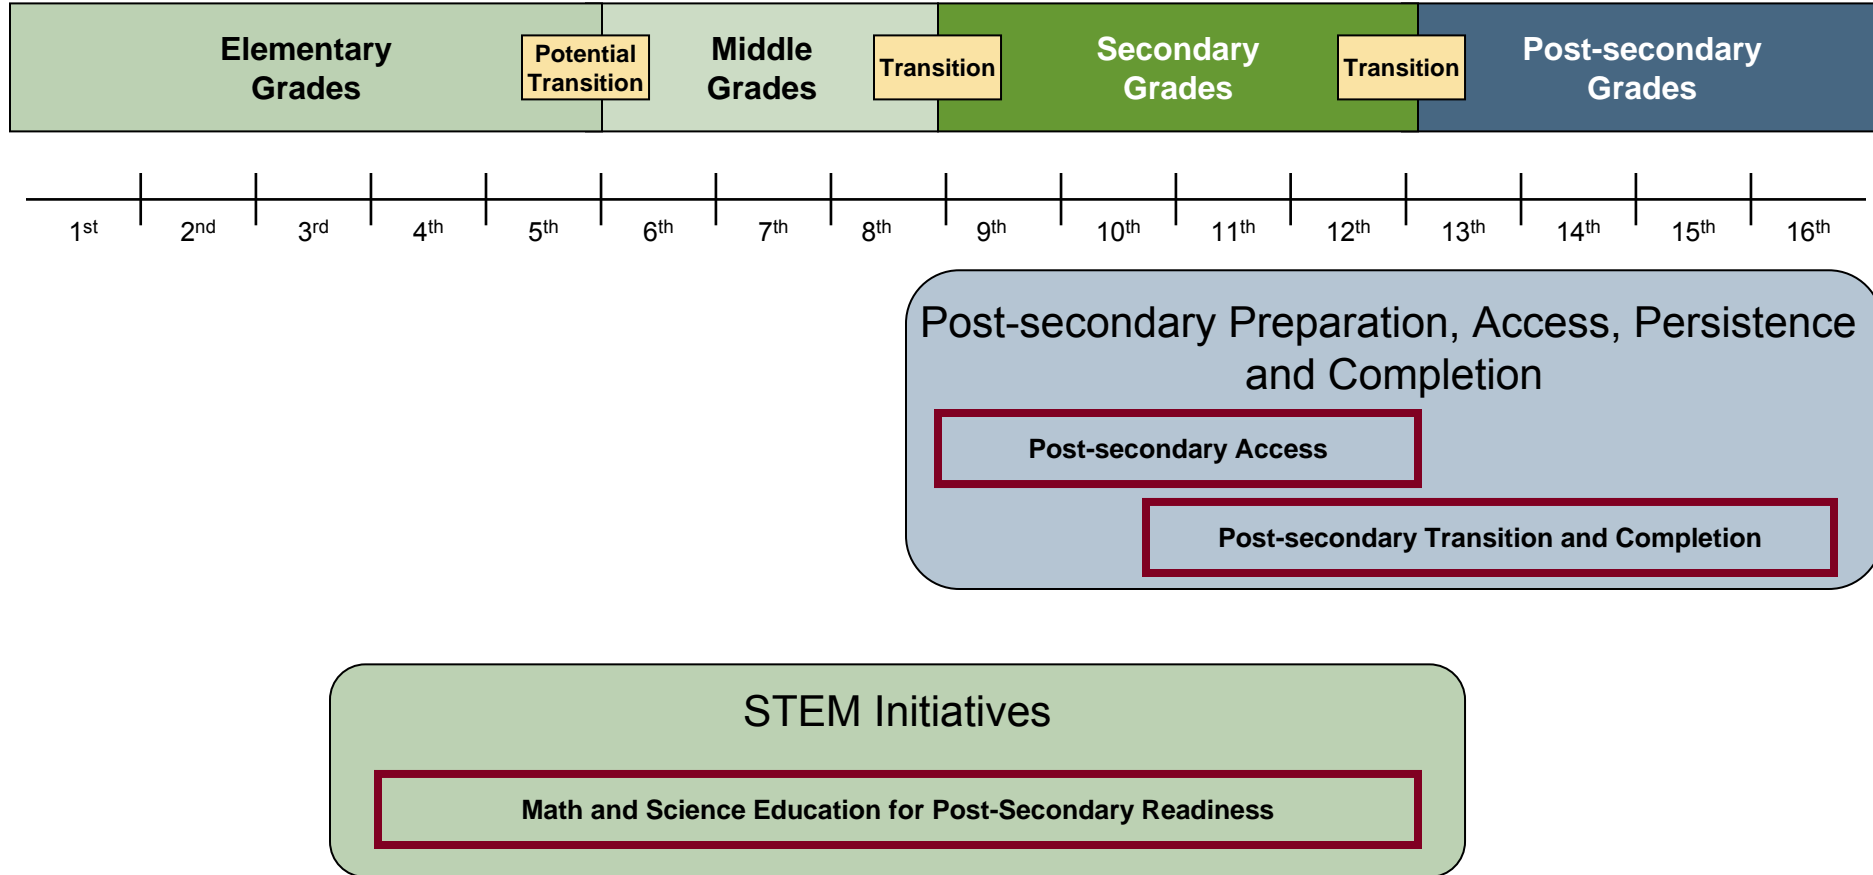 Elementary
Grades
Potential
Transition
Middle
Grades
Transition
Secondary
Grades
Transition
Post-secondary
Grades
1st 2nd 3rd 4th 5th 6th 7th 8th 9th 10th 11th 12th 13th 14th 15th 16th
Post-secondary Preparation, Access, Persistence
and Completion
Post-secondary Access
Post-secondary Transition and Completion
STEM Initiatives
Math and Science Education for Post-Secondary Readiness